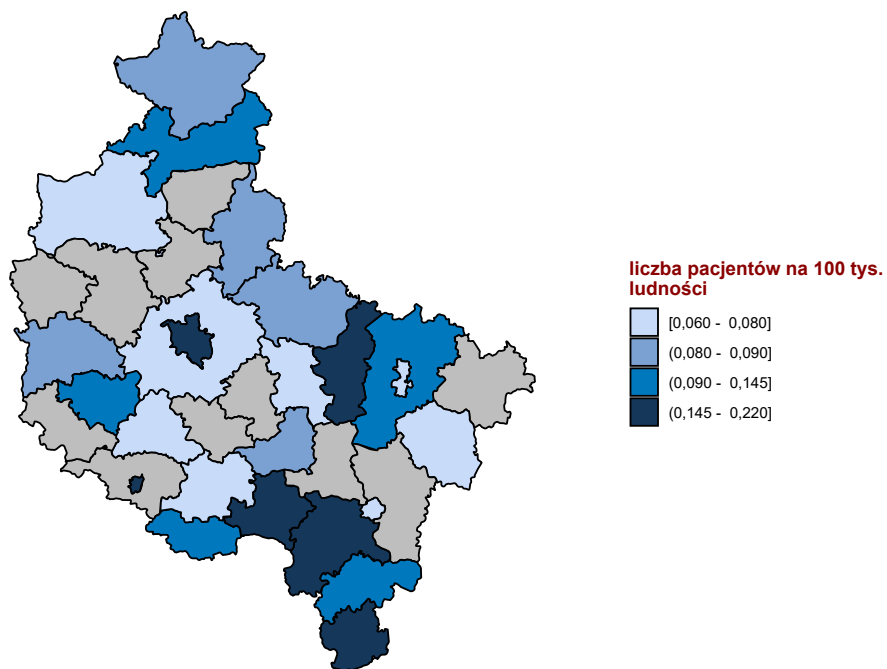 liczba pacjentów na 100 tys.
ludności
[0,060 - 0,080]
(0,080 - 0,090]
(0,090 - 0,145]
(0,145 - 0,220]